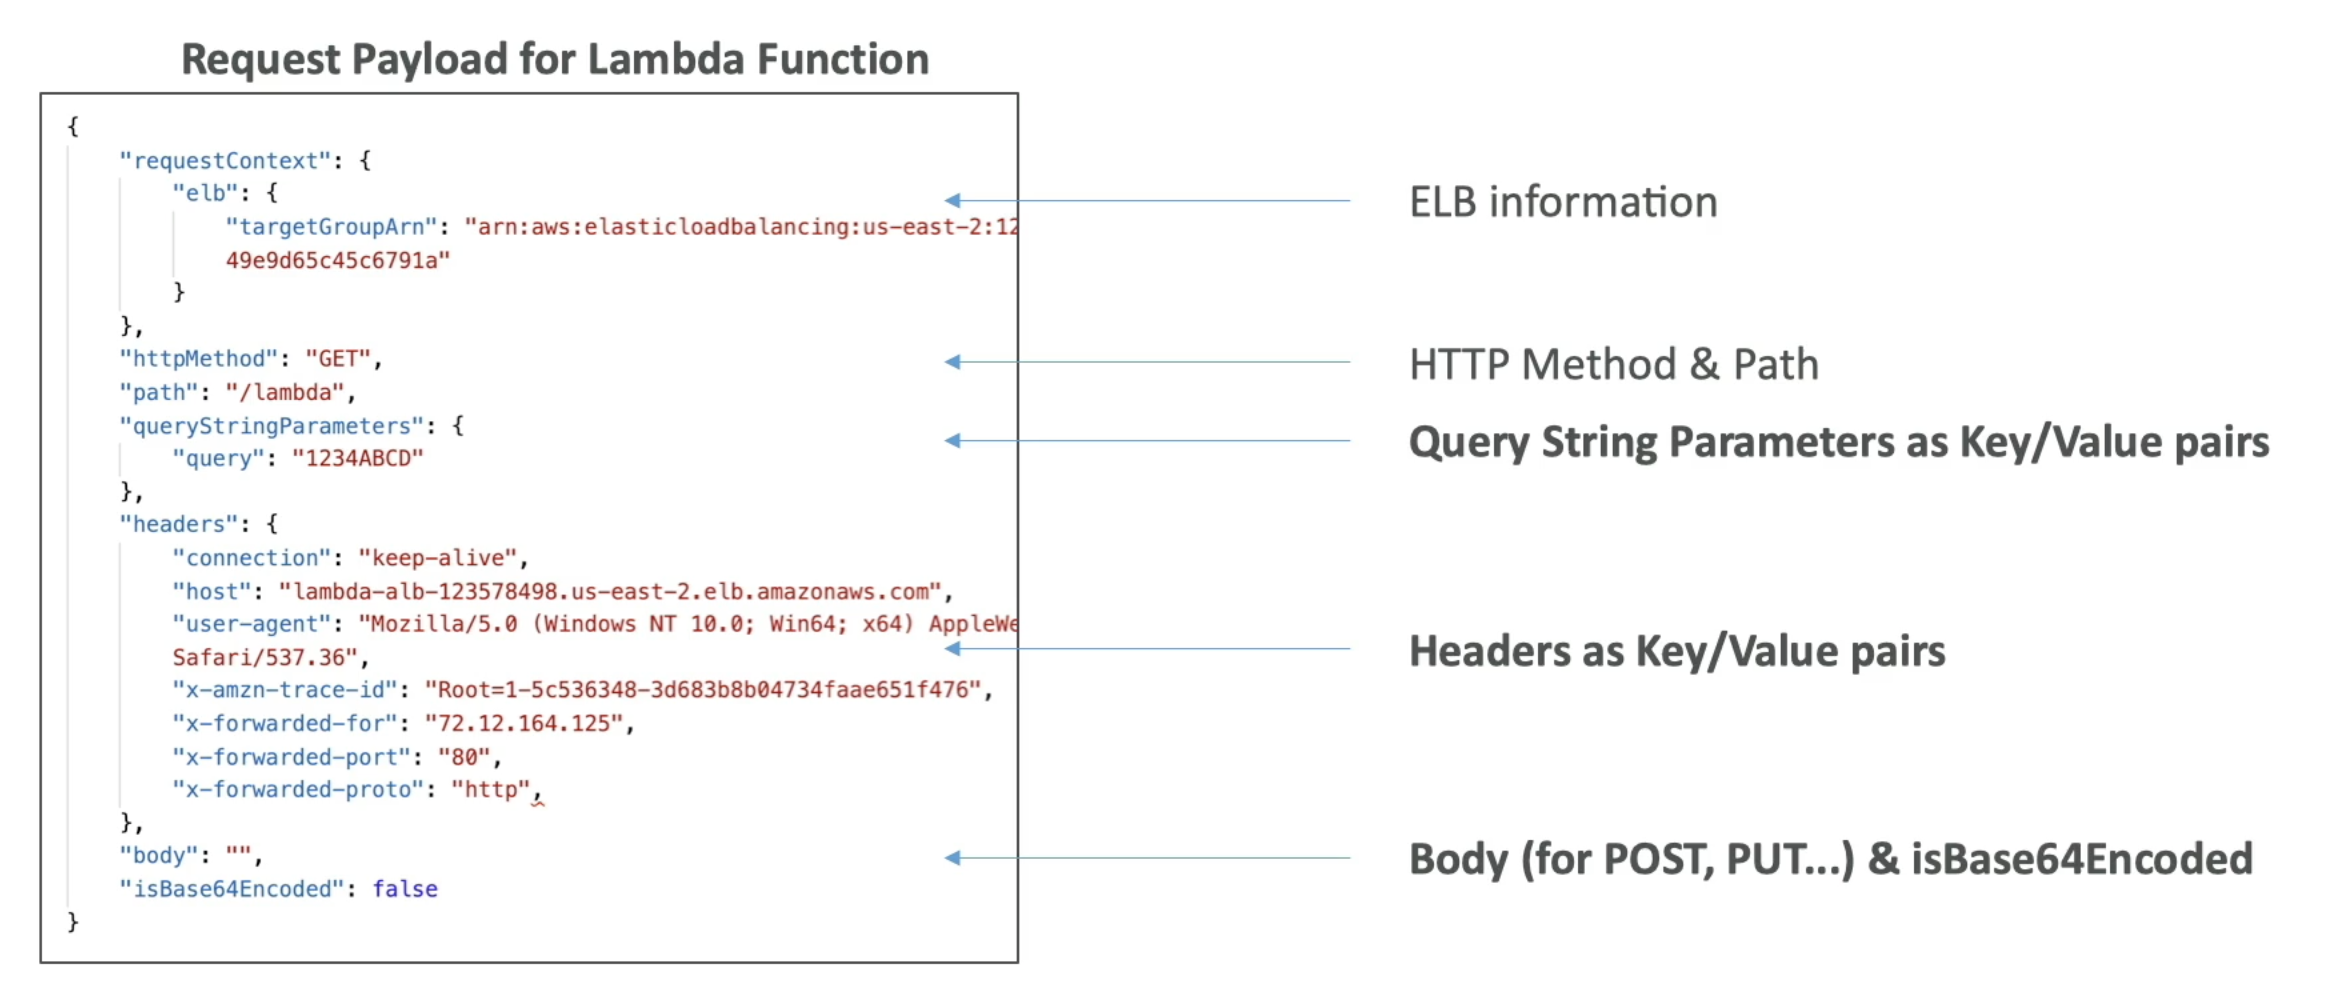 Request Payload for Lambda Function
{
"requestContext": {
"elb": {
"targetGroupArn": "arn:aws:elasticloadbalancing:us-east-2:12
49e9d65c45c6791a"
}
},
"httpMethod": "GET",
"path": "/lambda",
"queryStringParameters": {
"query": "1234ABCD"
},
"headers": {
"connection": "keep-alive",
"host": "lambda-alb-123578498.us-east-2.elb.amazonaws.com",
"user-agent": "Mozilla/5.0 (Windows NT 10.0; Win64; x64) AppleWe
Safari/537.36",
"x-amzn-trace-id": "Root=1-5c536348-3d683b8b04734faae651f476",
"x-forwarded-for": "72.12.164.125",
"x-forwarded-port": "80",
"x-forwarded-proto": "http",
},
"body": "",
"isBase64Encoded": false
}
ELB information
HTTP Method & Path
Query String Parameters as Key/Value pairs
Headers as Key/Value pairs
Body (for POST, PUT...) & isBase64Encoded